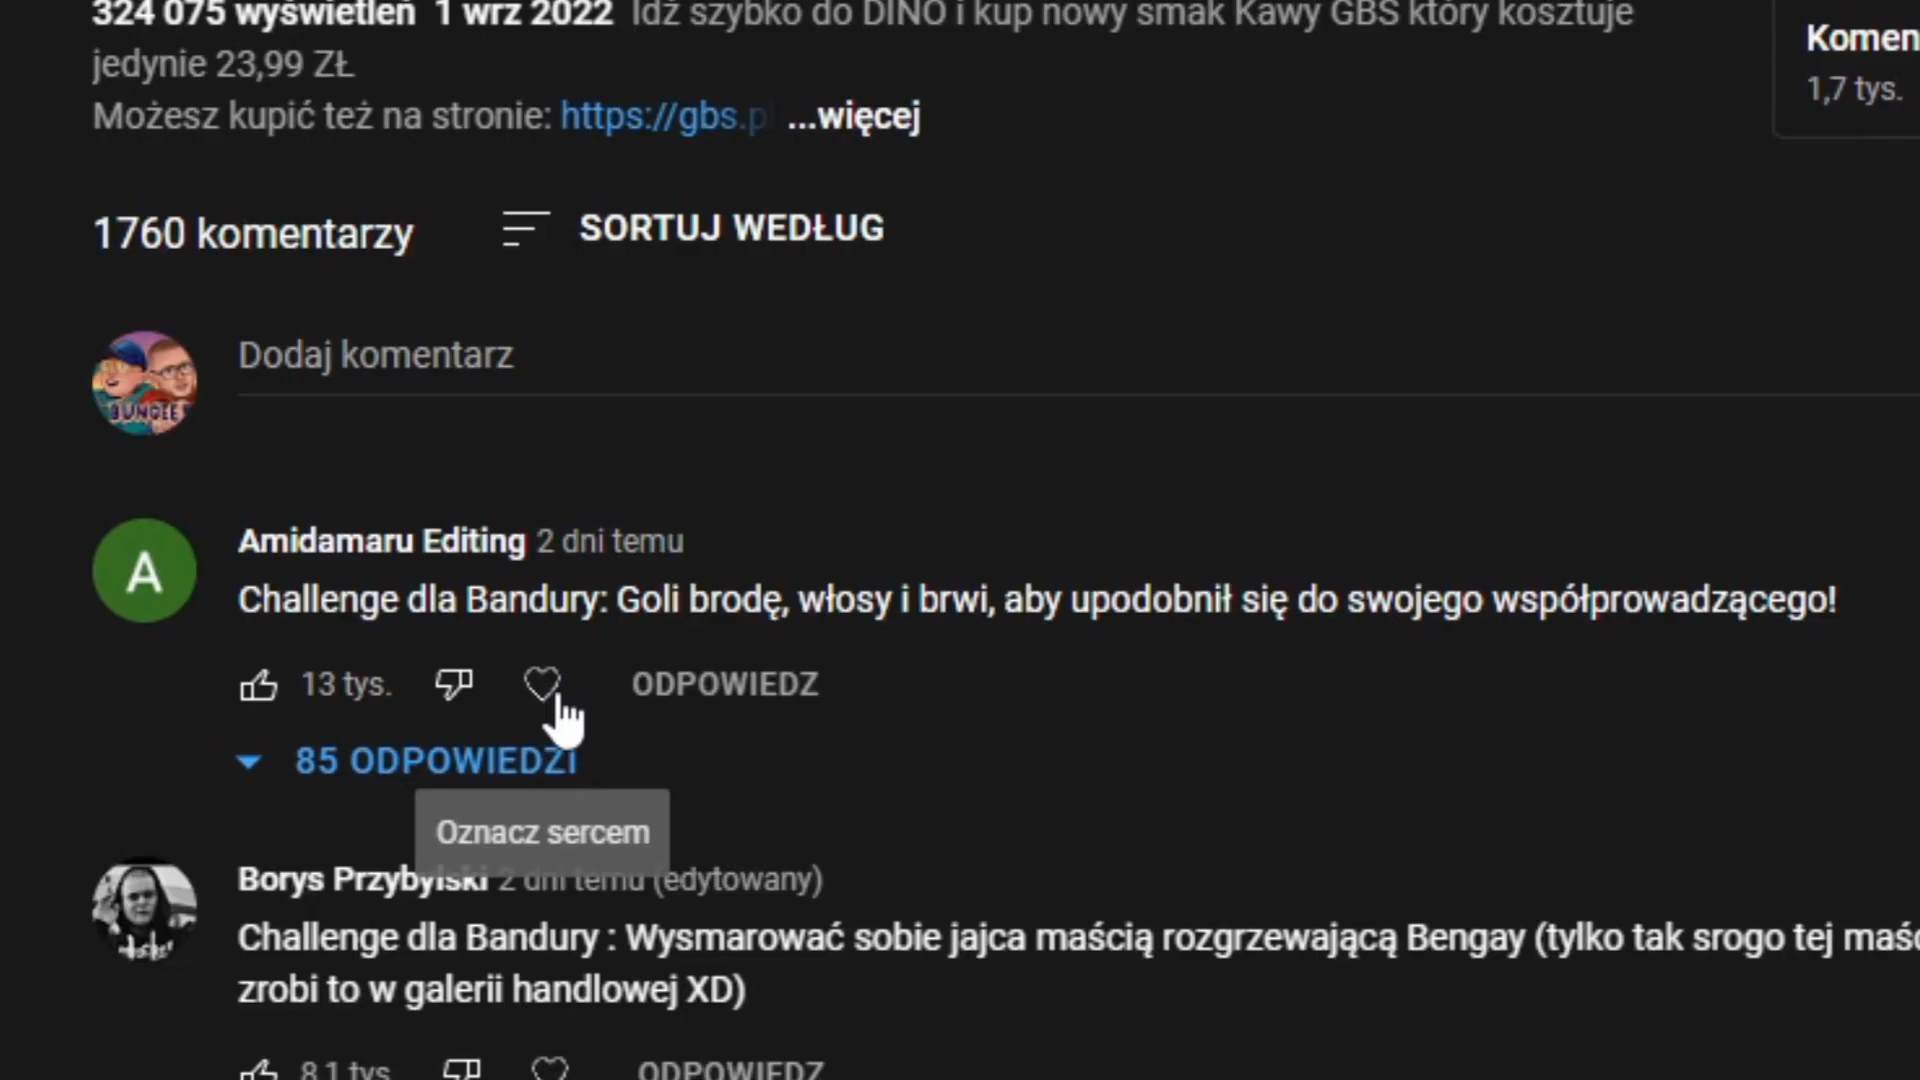 324 075 wyświetleń 1 wrz 2022 Idź szybko do DINO i kup nowy smak Kawy GBS który kosztuje
jedynie 23,99 ZŁ
Możesz kupić też na stronie: https://gbs.p ...więcej
Komen
1,7 tys.
1760 komentarzy
SORTUJ WEDŁUG
BUNGEE
Dodaj komentarz
A
Amidamaru Editing 2 dni temu
Challenge dla Bandury: Goli brodę, włosy i brwi, aby upodobnił się do swojego współprowadzącego!
13 tys.
ODPOWIEDZ
85 ODPOWIEDZI
Oznacz sercem
Borys Przybylski 2 dni temu (edytowany)
Challenge dla Bandury : Wysmarować sobie jajca maścią rozgrzewającą Bengay (tylko tak srogo tej maśc
zrobi to w galerii handlowej XD)
8,1 tys.
ODPOWIEDZ